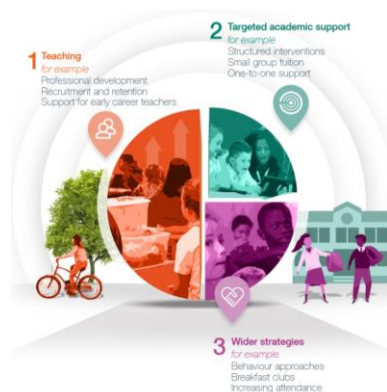 1 Teaching
for example
Professional development
Recruitment and retention
Support for early career teachers
2 Targeted academic support
for example
Structured interventions
Small group tuition
One-to-one support
3 Wider strategies
for example
Behaviour approaches
Breakfast clubs
Increasing attendance